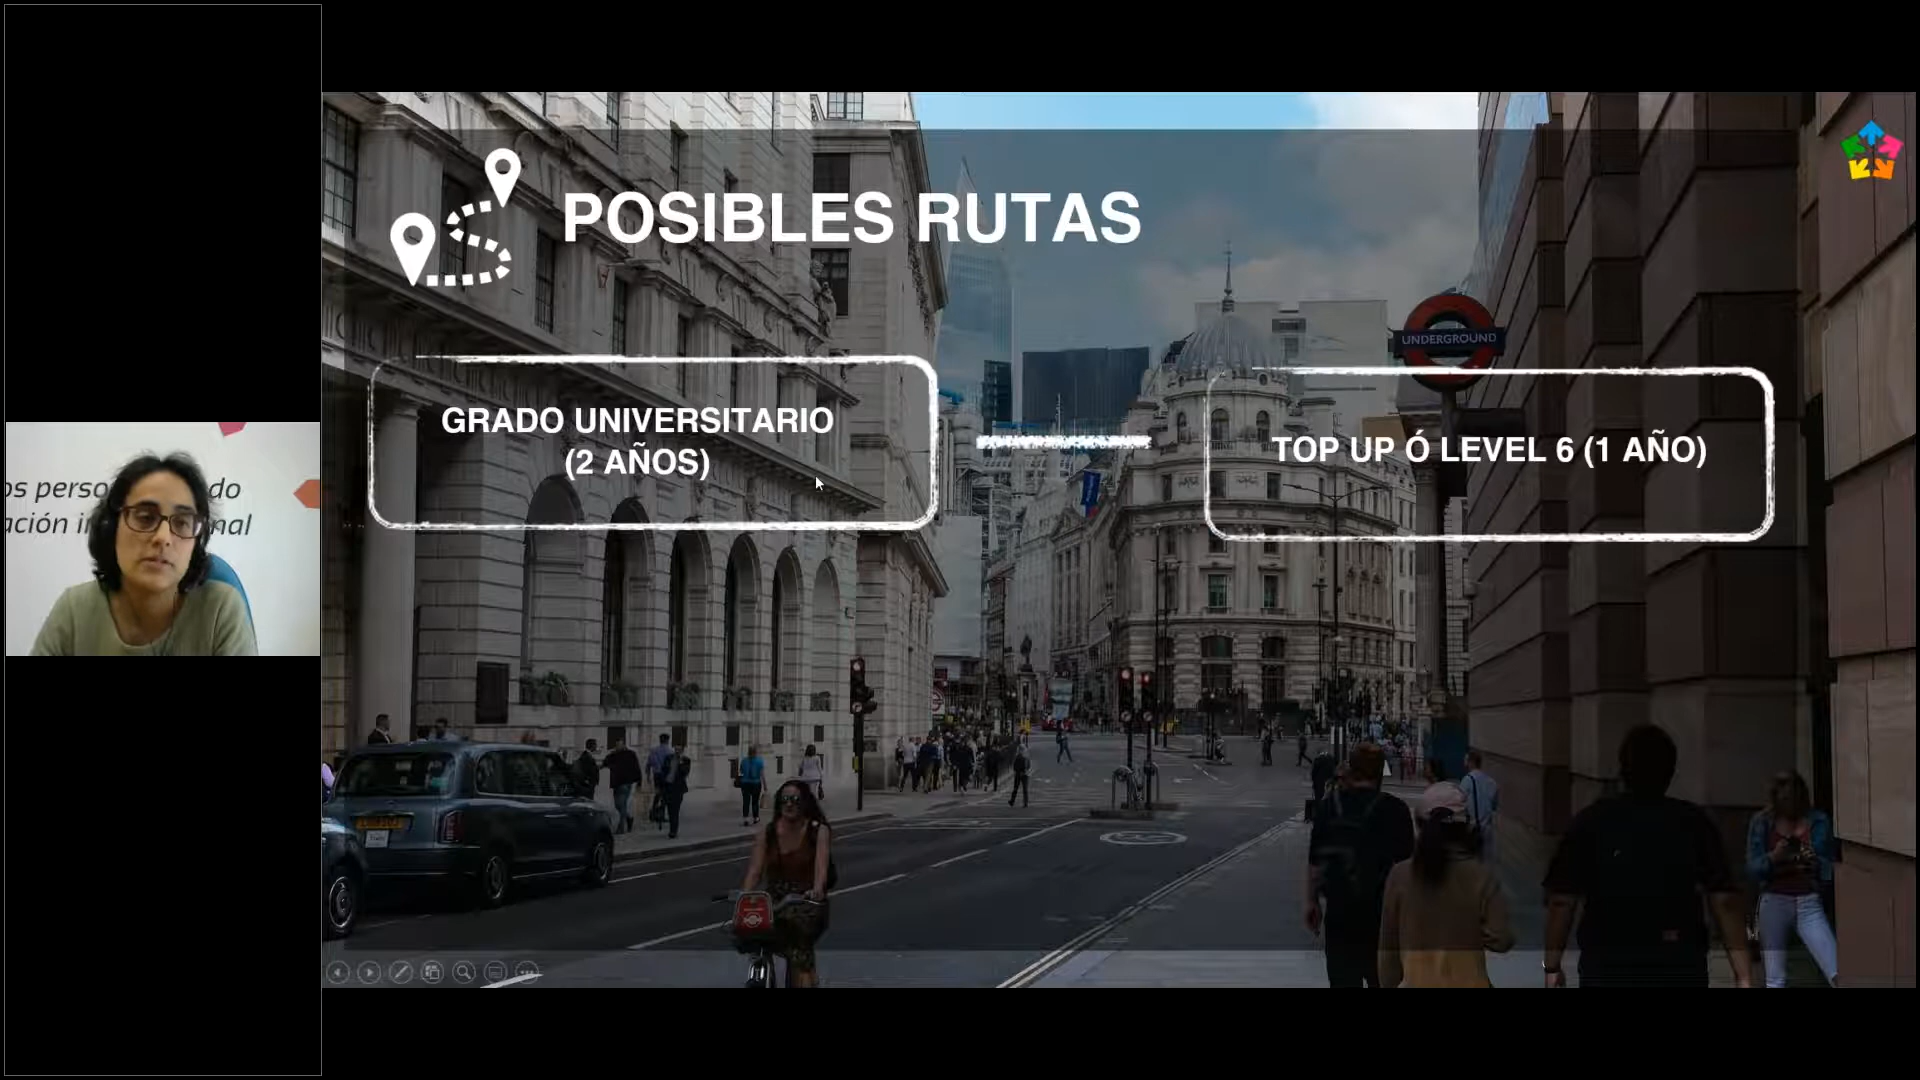 POSIBLES RUTAS
UNDERGROUND
GRADO UNIVERSITARIO
(2 AÑOS)
TOP UP Ó LEVEL 6 (1 AÑO)